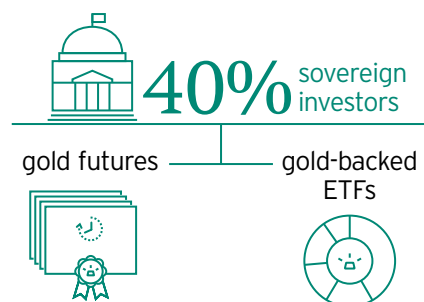 40% sovereign
investors
gold futures
gold-backed
ETFs